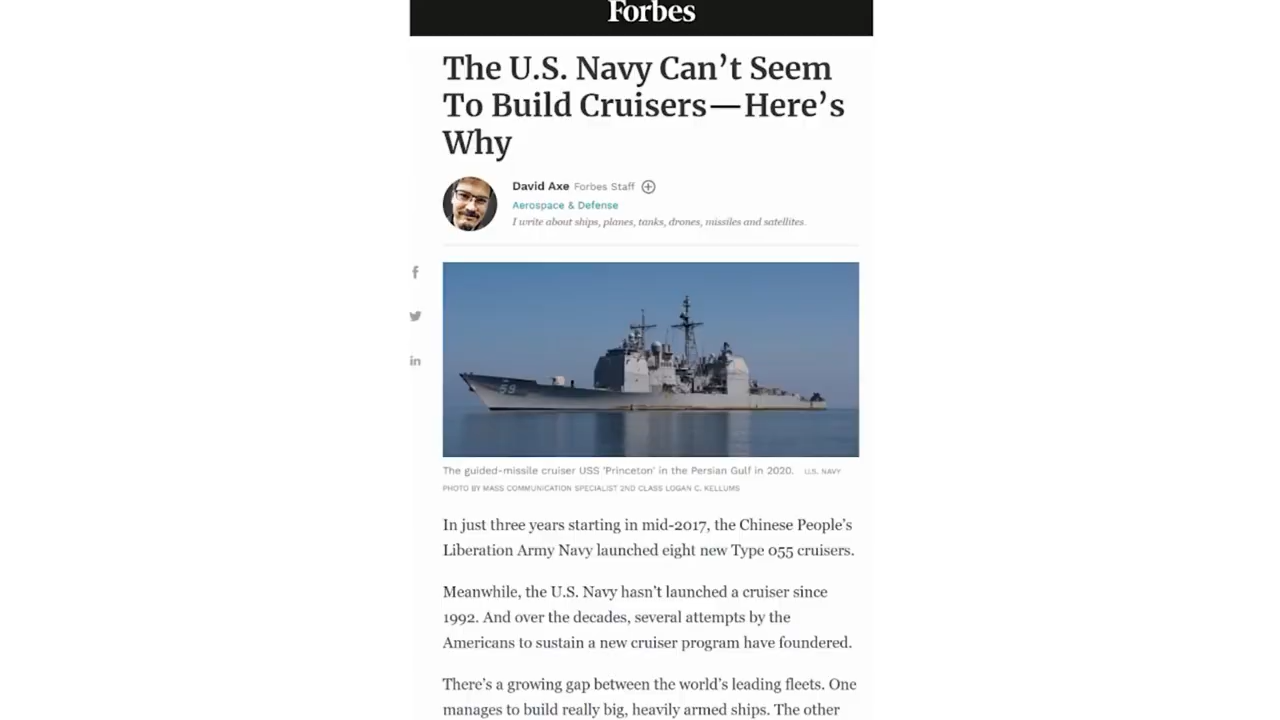 Forbes
The U.S. Navy Can’t Seem
To Build Cruisers—Here’s
Why
David Axe Forbes Staff
Aerospace & Defense
I write about ships, planes, tanks, drones, missiles and satellites.
f
in
59
The guided-missile cruiser USS 'Princeton' in the Persian Gulf in 2020. U.S. NAVY
PHOTO BY MASS COMMUNICATION SPECIALIST 2ND CLASS LOGAN C. KELLUMS
In just three years starting in mid-2017, the Chinese People’s
Liberation Army Navy launched eight new Type 055 cruisers.
Meanwhile, the U.S. Navy hasn’t launched a cruiser since
1992. And over the decades, several attempts by the
Americans to sustain a new cruiser program have foundered.
There’s a growing gap between the world’s leading fleets. One
manages to build really big, heavily armed ships. The other